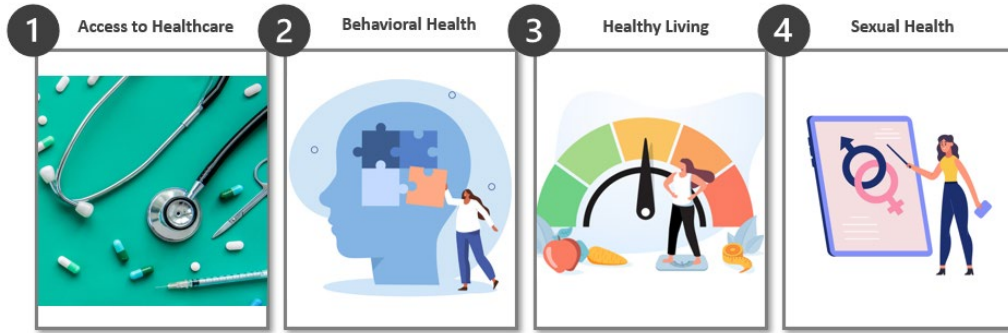 1 Access to Healthcare
2 Behavioral Health
3 Healthy Living
4 Sexual Health